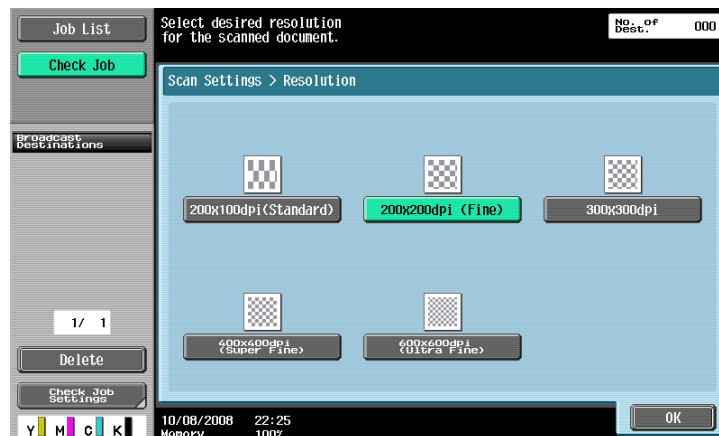 Job List
Check Job
Broadcast
Destinations
1/ 1
Delete
Check Job
Settings
Y M C K
Select desired resolution
for the scanned document.
No. of
Dest.
000
Scan Settings > Resolution
200x100dpi(Standard)
200x200dpi (Fine)
300x300dpi
400x400dpi
(Super Fine)
600x600dpi
(Ultra Fine)
10/08/2008 22:25
Memory 100%
OK